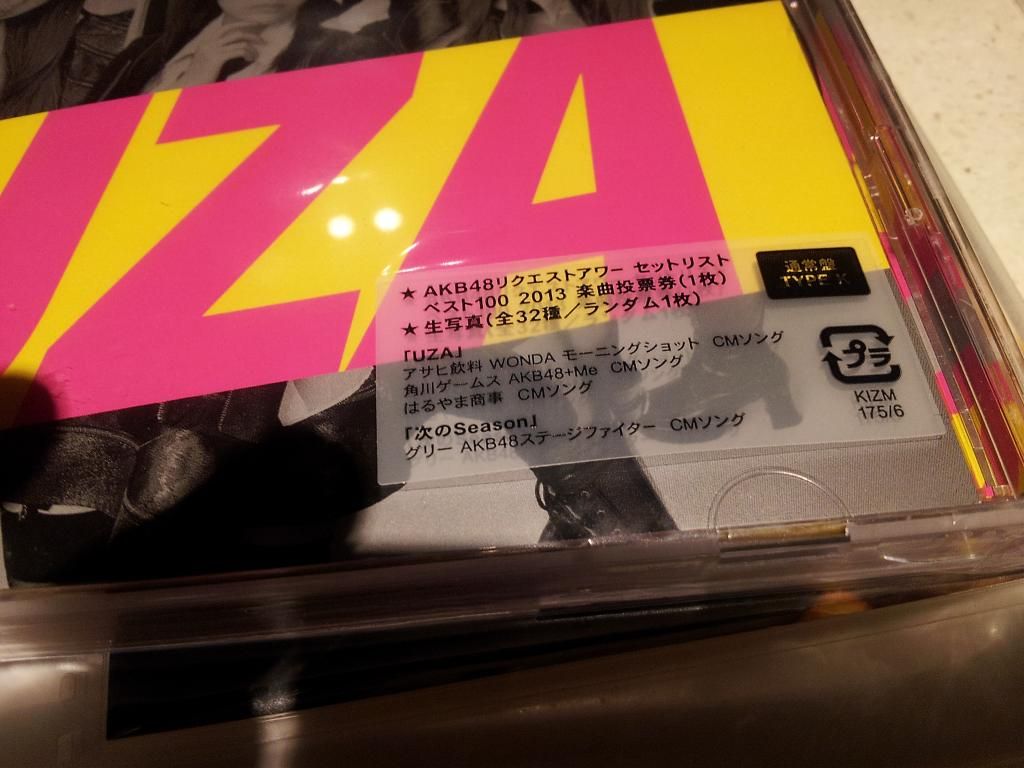 UZA
★ AKB48リクエストアワー セットリスト
ベスト100 2013 楽曲投票券(1枚)
★ 生写真(全32種／ランダム1枚)
通常盤
TYPE-K
「UZA」
アサヒ飲料 WONDA モーニングショット CMソング
角川ゲームス AKB48+Me CMソング
はるやま商事 CMソング
「次のSeason」
グリー AKB48ステージファイター CMソング
プラ
KIZM
175/6